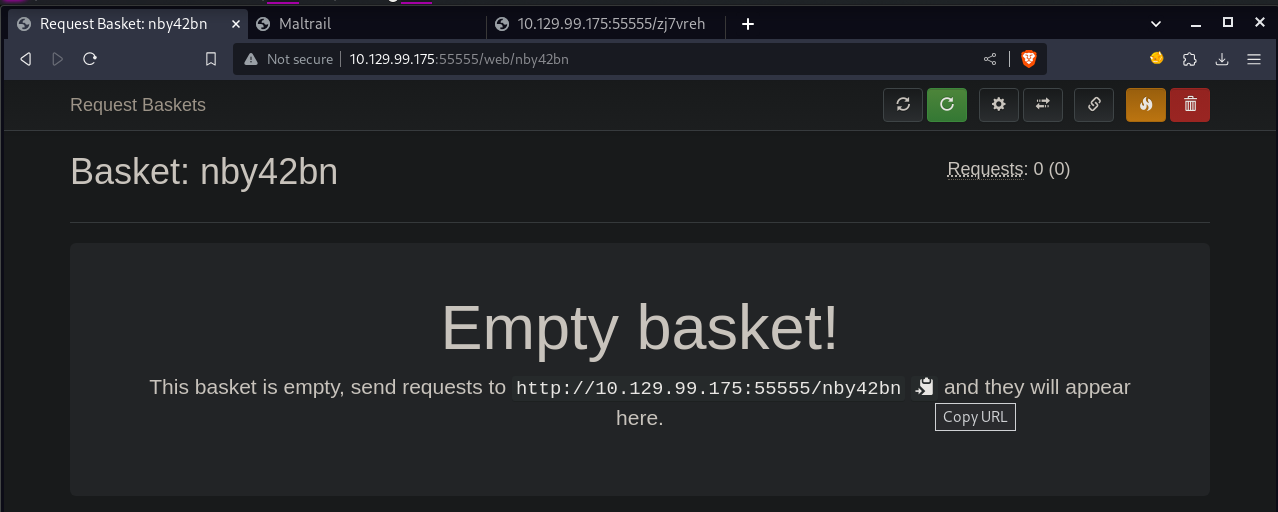 Request Basket: nby42bn
Maltrail
10.129.99.175:55555/zj7vreh
Not secure
10.129.99.175:55555/web/nby42bn
Request Baskets
Basket: nby42bn
Requests: 0 (0)
Empty basket!
This basket is empty, send requests to http://10.129.99.175:55555/nby42bn and they will appear
here.
Copy URL